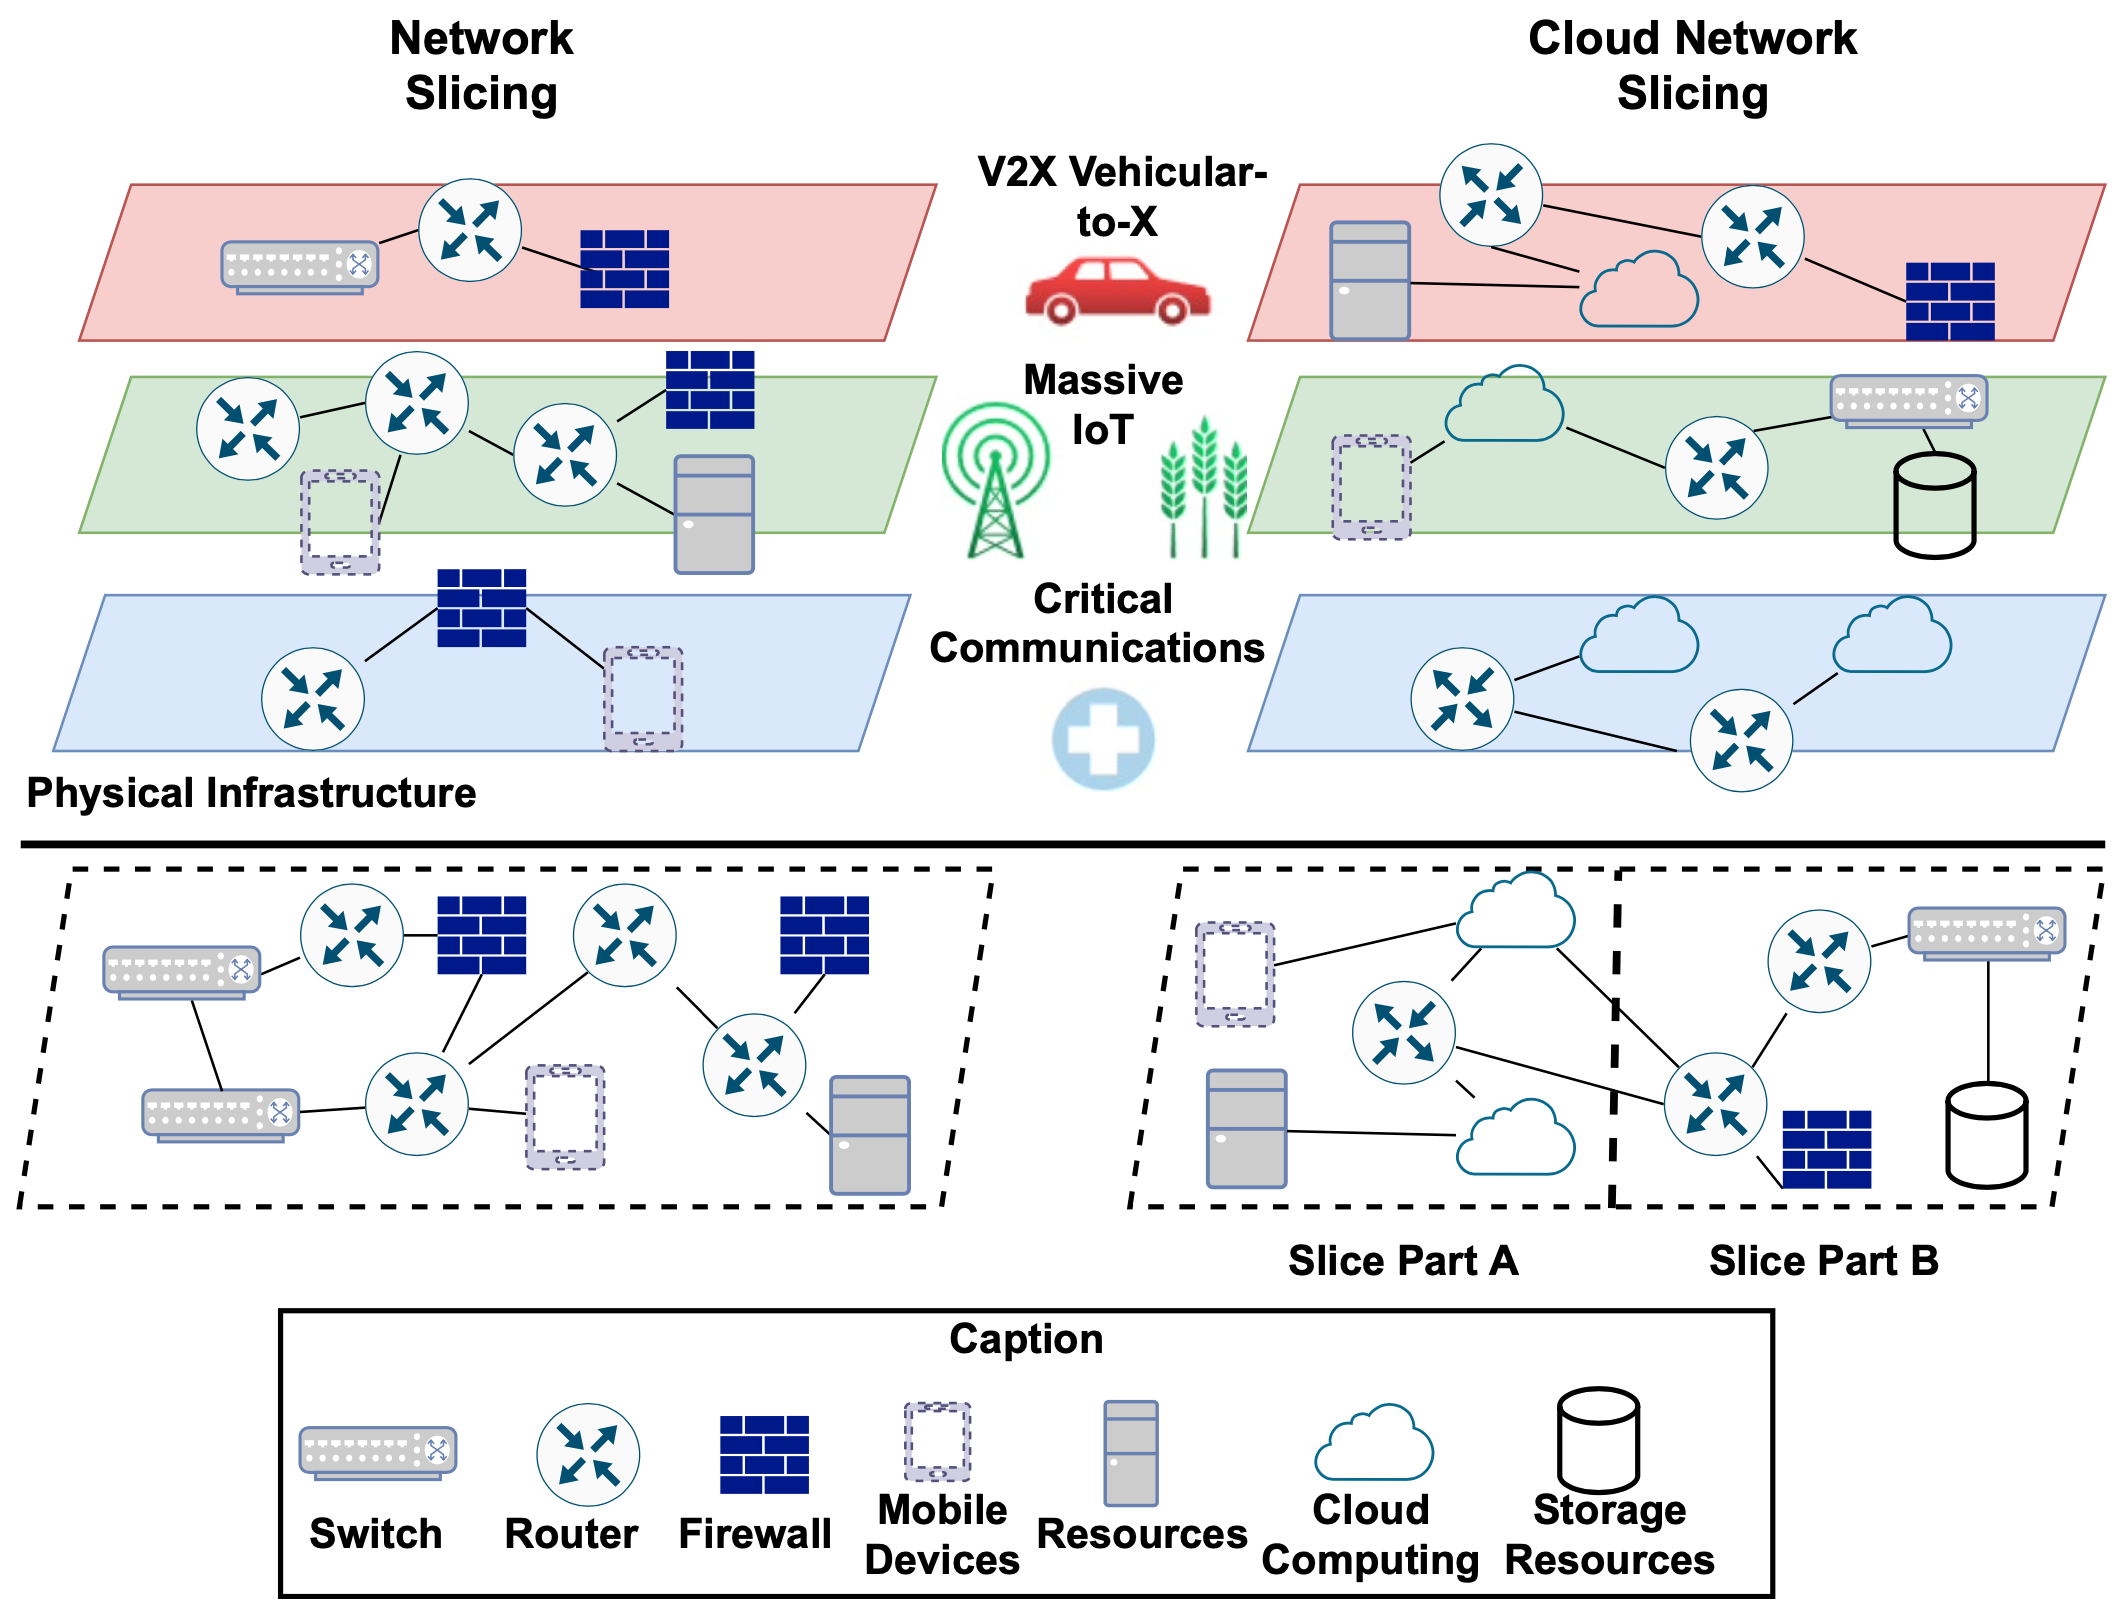 Network
Slicing
Cloud Network
Slicing
V2X Vehicular-
to-X
Massive
IoT
Critical
Communications
Physical Infrastructure
Slice Part A
Slice Part B
Caption
Switch
Router
Firewall
Mobile
Devices
Resources
Cloud
Computing
Storage
Resources